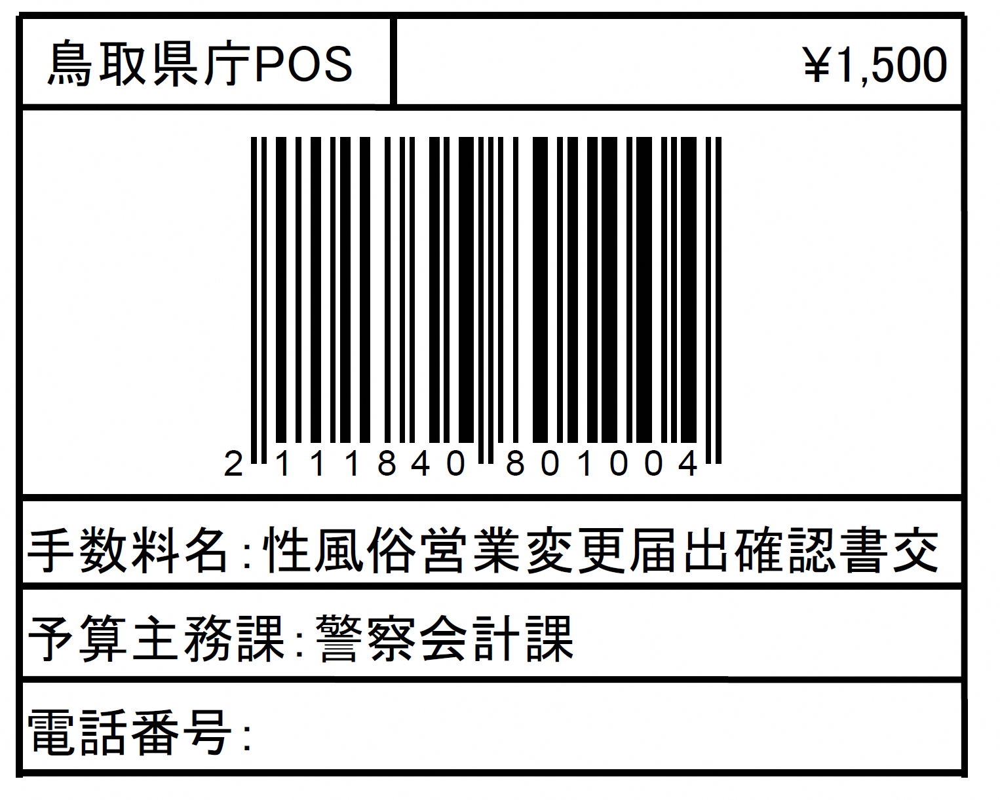 鳥取県庁POS
¥1,500
2 111840 801004
手数料名:性風俗営業変更届出確認書交
予算主務課:警察会計課
電話番号: